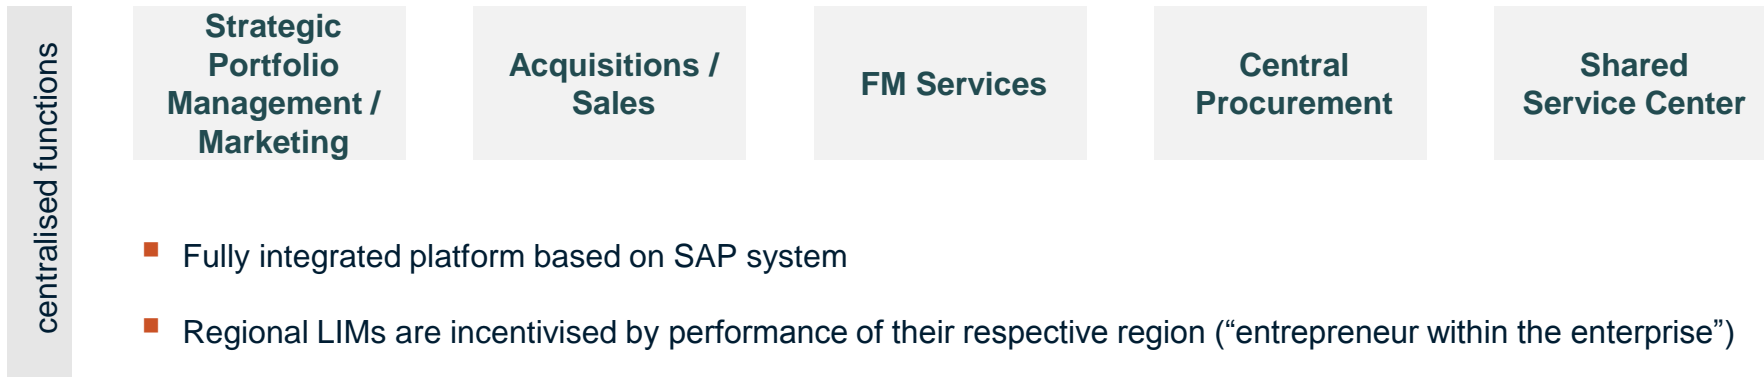 centralised functions
Strategic
Portfolio
Management /
Marketing
Acquisitions /
Sales
FM Services
Central
Procurement
Shared
Service Center
Fully integrated platform based on SAP system
Regional LIMs are incentivised by performance of their respective region (“entrepreneur within the enterprise”)